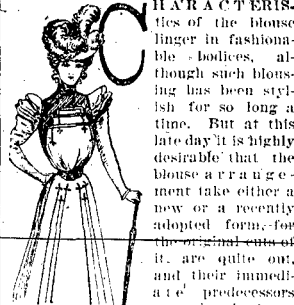 CHARACTERIS-
tics of the blouse
linger in fashiona-
ble bodices, al-
though such blous-
ing has been styl-
ish for so long a
time. But at this
late day it is highly
desirable that the
blouse arrange-
ment take either a
new or a recently
adopted form, for
the original cuts of
it are quite out,
and their immedi-
ate predecessors